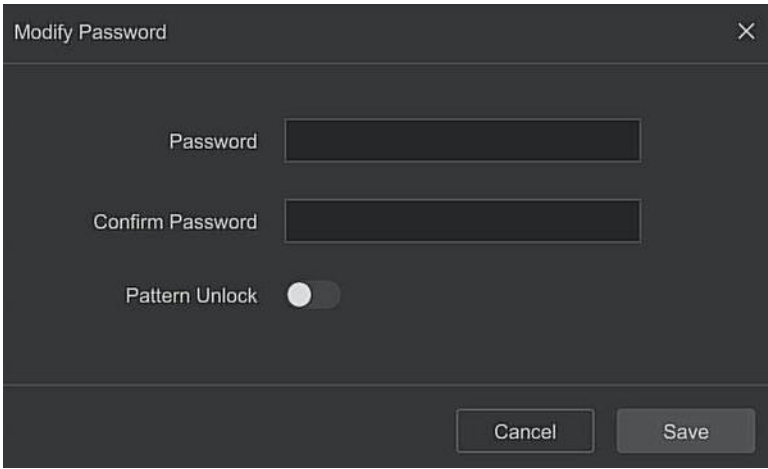 Modify Password
Password
Confirm Password
Pattern Unlock
Cancel Save